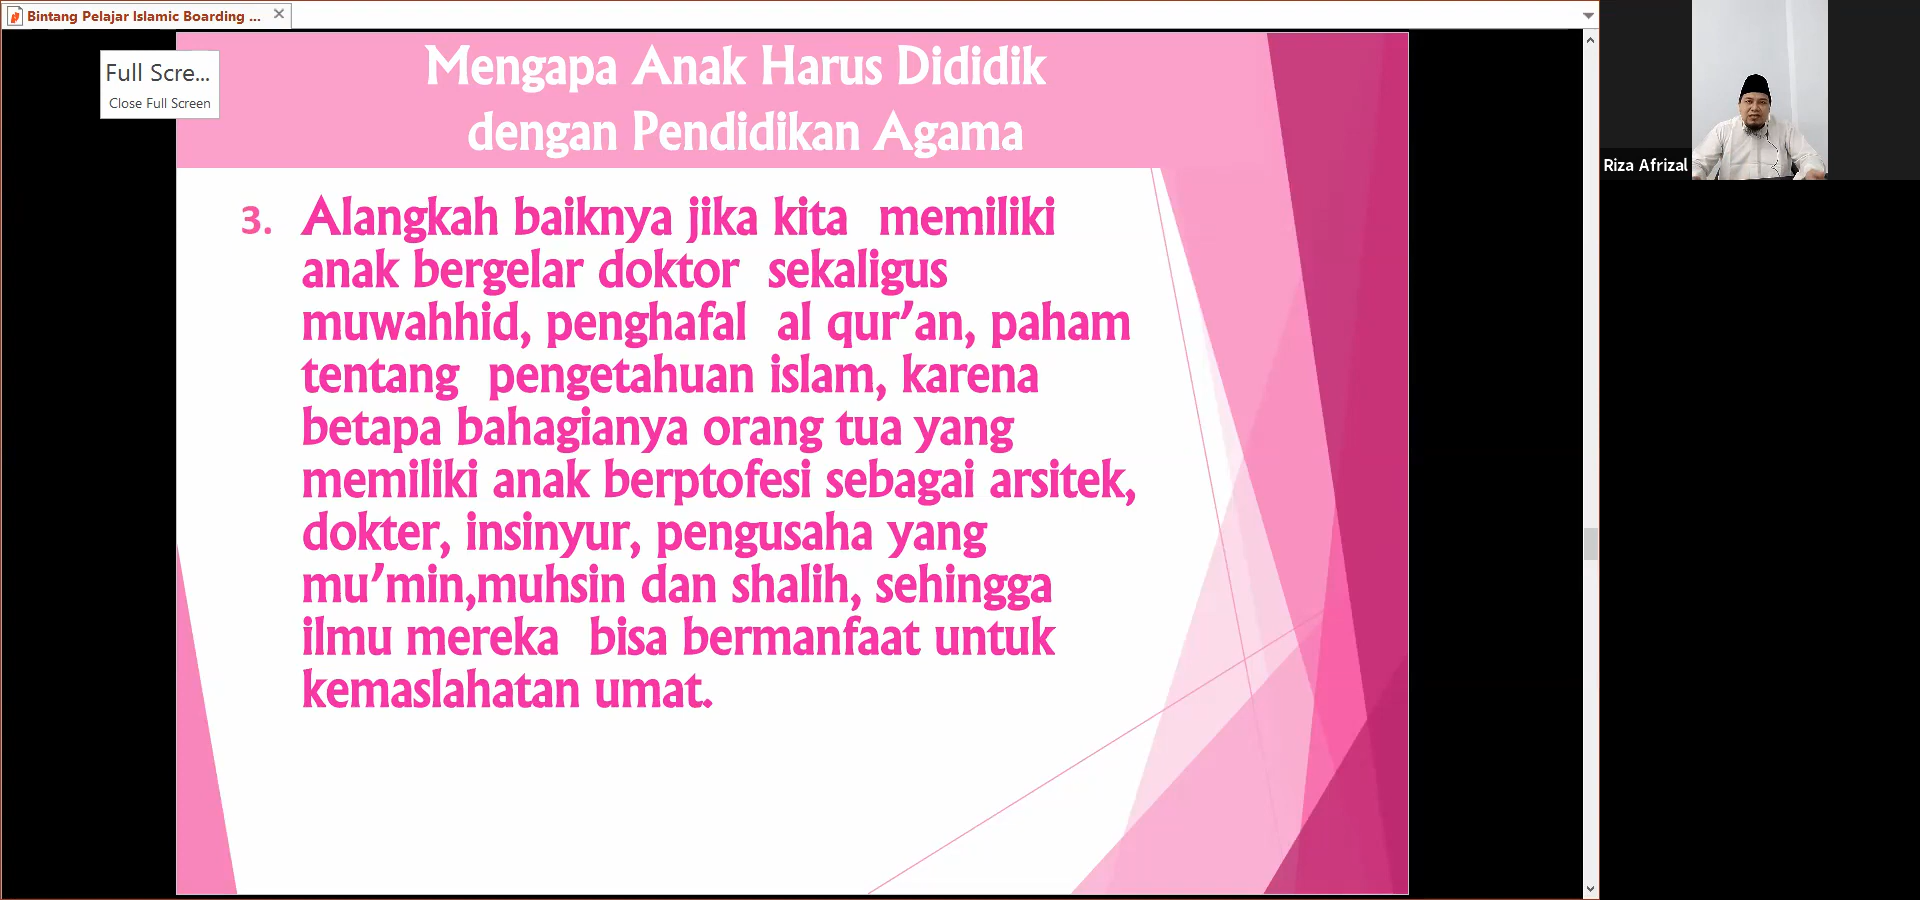 Bintang Pelajar Islamic Boarding ...
Full Scre...
Close Full Screen
Mengapa Anak Harus Dididik
dengan Pendidikan Agama
3. Alangkah baiknya jika kita memiliki
anak bergelar doktor sekaligus
muwahhid, penghafal al qur’an, paham
tentang pengetahuan islam, karena
betapa bahagianya orang tua yang
memiliki anak berptofesi sebagai arsitek,
dokter, insinyur, pengusaha yang
mu’min,muhsin dan shalih, sehingga
ilmu mereka bisa bermanfaat untuk
kemaslahatan umat.
Riza Afrizal